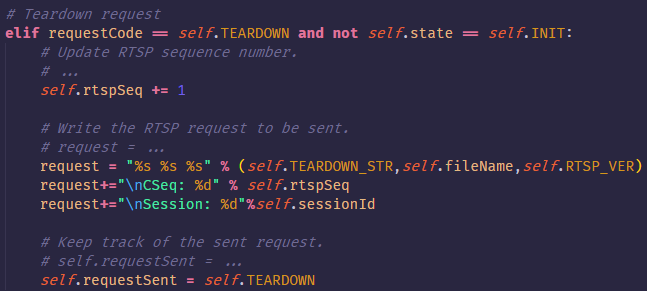 # Teardown request
elif requestCode == self.TEARDOWN and not self.state == self.INIT:
# Update RTSP sequence number.
# ...
self.rtspSeq += 1
# Write the RTSP request to be sent.
# request = ...
request = "%s %s %s" % (self.TEARDOWN_STR,self.fileName,self.RTSP_VER)
request+="\nCSeq: %d" % self.rtspSeq
request+="\nSession: %d"%self.sessionId
# Keep track of the sent request.
# self.requestSent = ...
self.requestSent = self.TEARDOWN